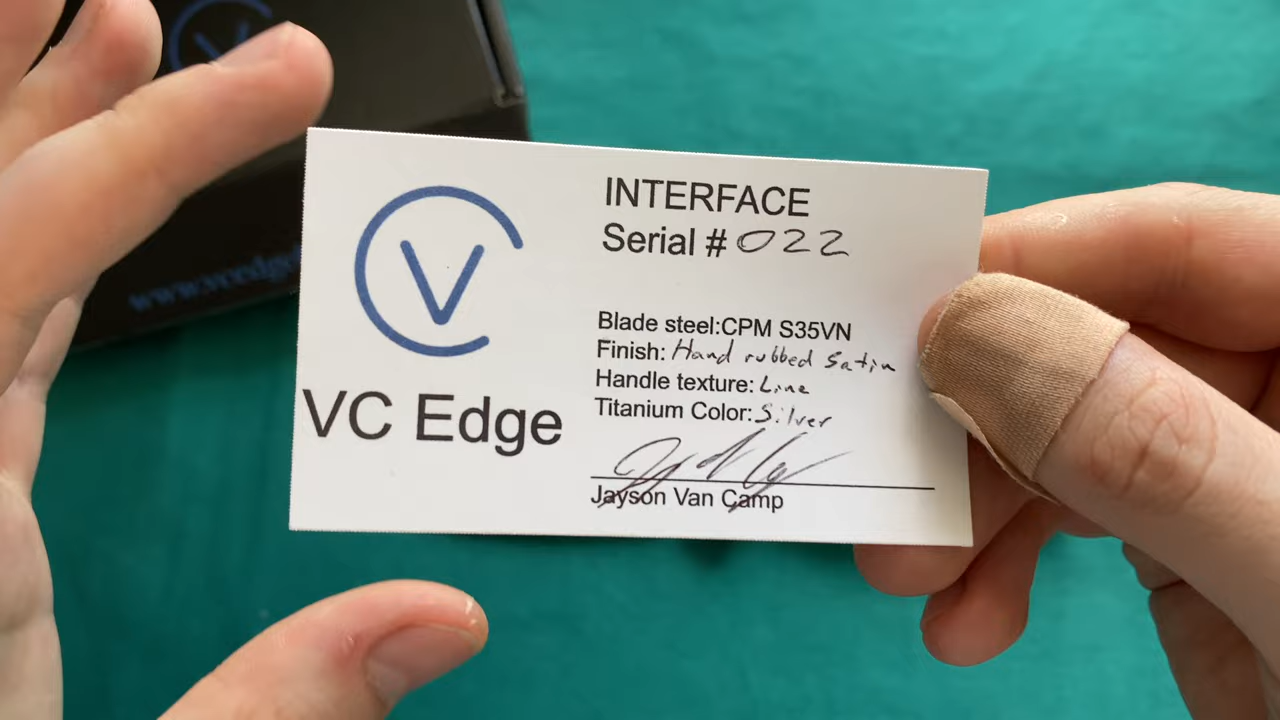 INTERFACE
Serial # 022
Blade steel:CPM S35VN
Finish: Hand rubbed Satin
Handle texture: Line
Titanium Color: Silver
Jayson Van Camp
VC Edge